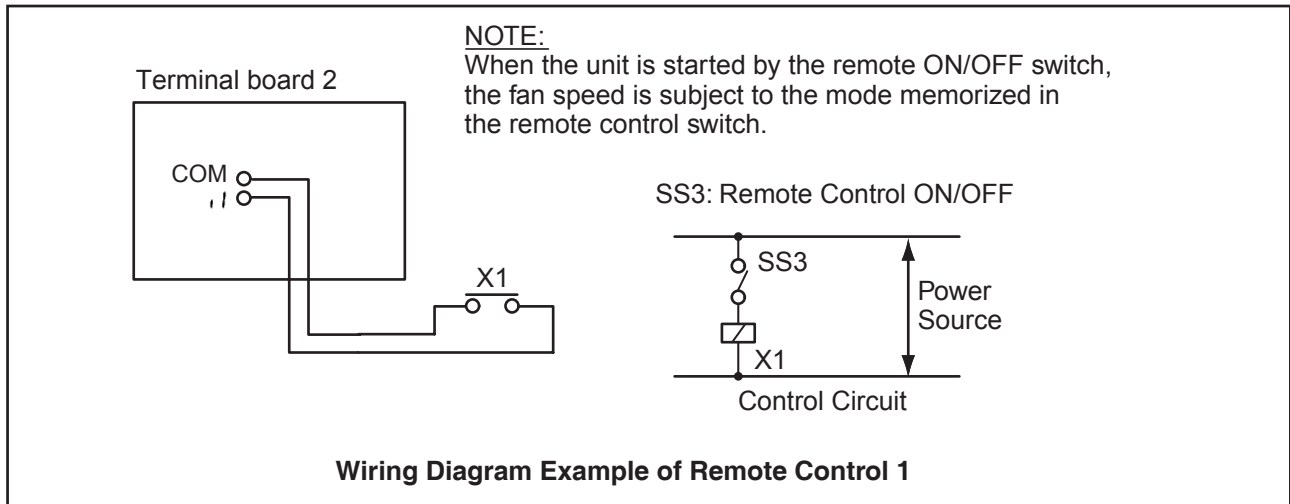 NOTE:
When the unit is started by the remote ON/OFF switch,
the fan speed is subject to the mode memorized in
the remote control switch.
Terminal board 2
COM
X1
SS3: Remote Control ON/OFF
SS3
Power
Source
X1
Control Circuit
Wiring Diagram Example of Remote Control 1